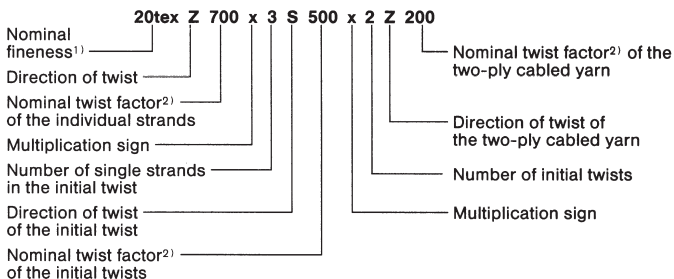 20tex Z 700 x 3 S 500 x 2 Z 200
Nominal
fineness1)
Direction of twist
Nominal twist factor2)
of the individual strands
Multiplication sign
Number of single strands
in the initial twist
Direction of twist
of the initial twist
Nominal twist factor2)
of the initial twists
Nominal twist factor2) of the
two-ply cabled yarn
Direction of twist of
the two-ply cabled yarn
Number of initial twists
Multiplication sign